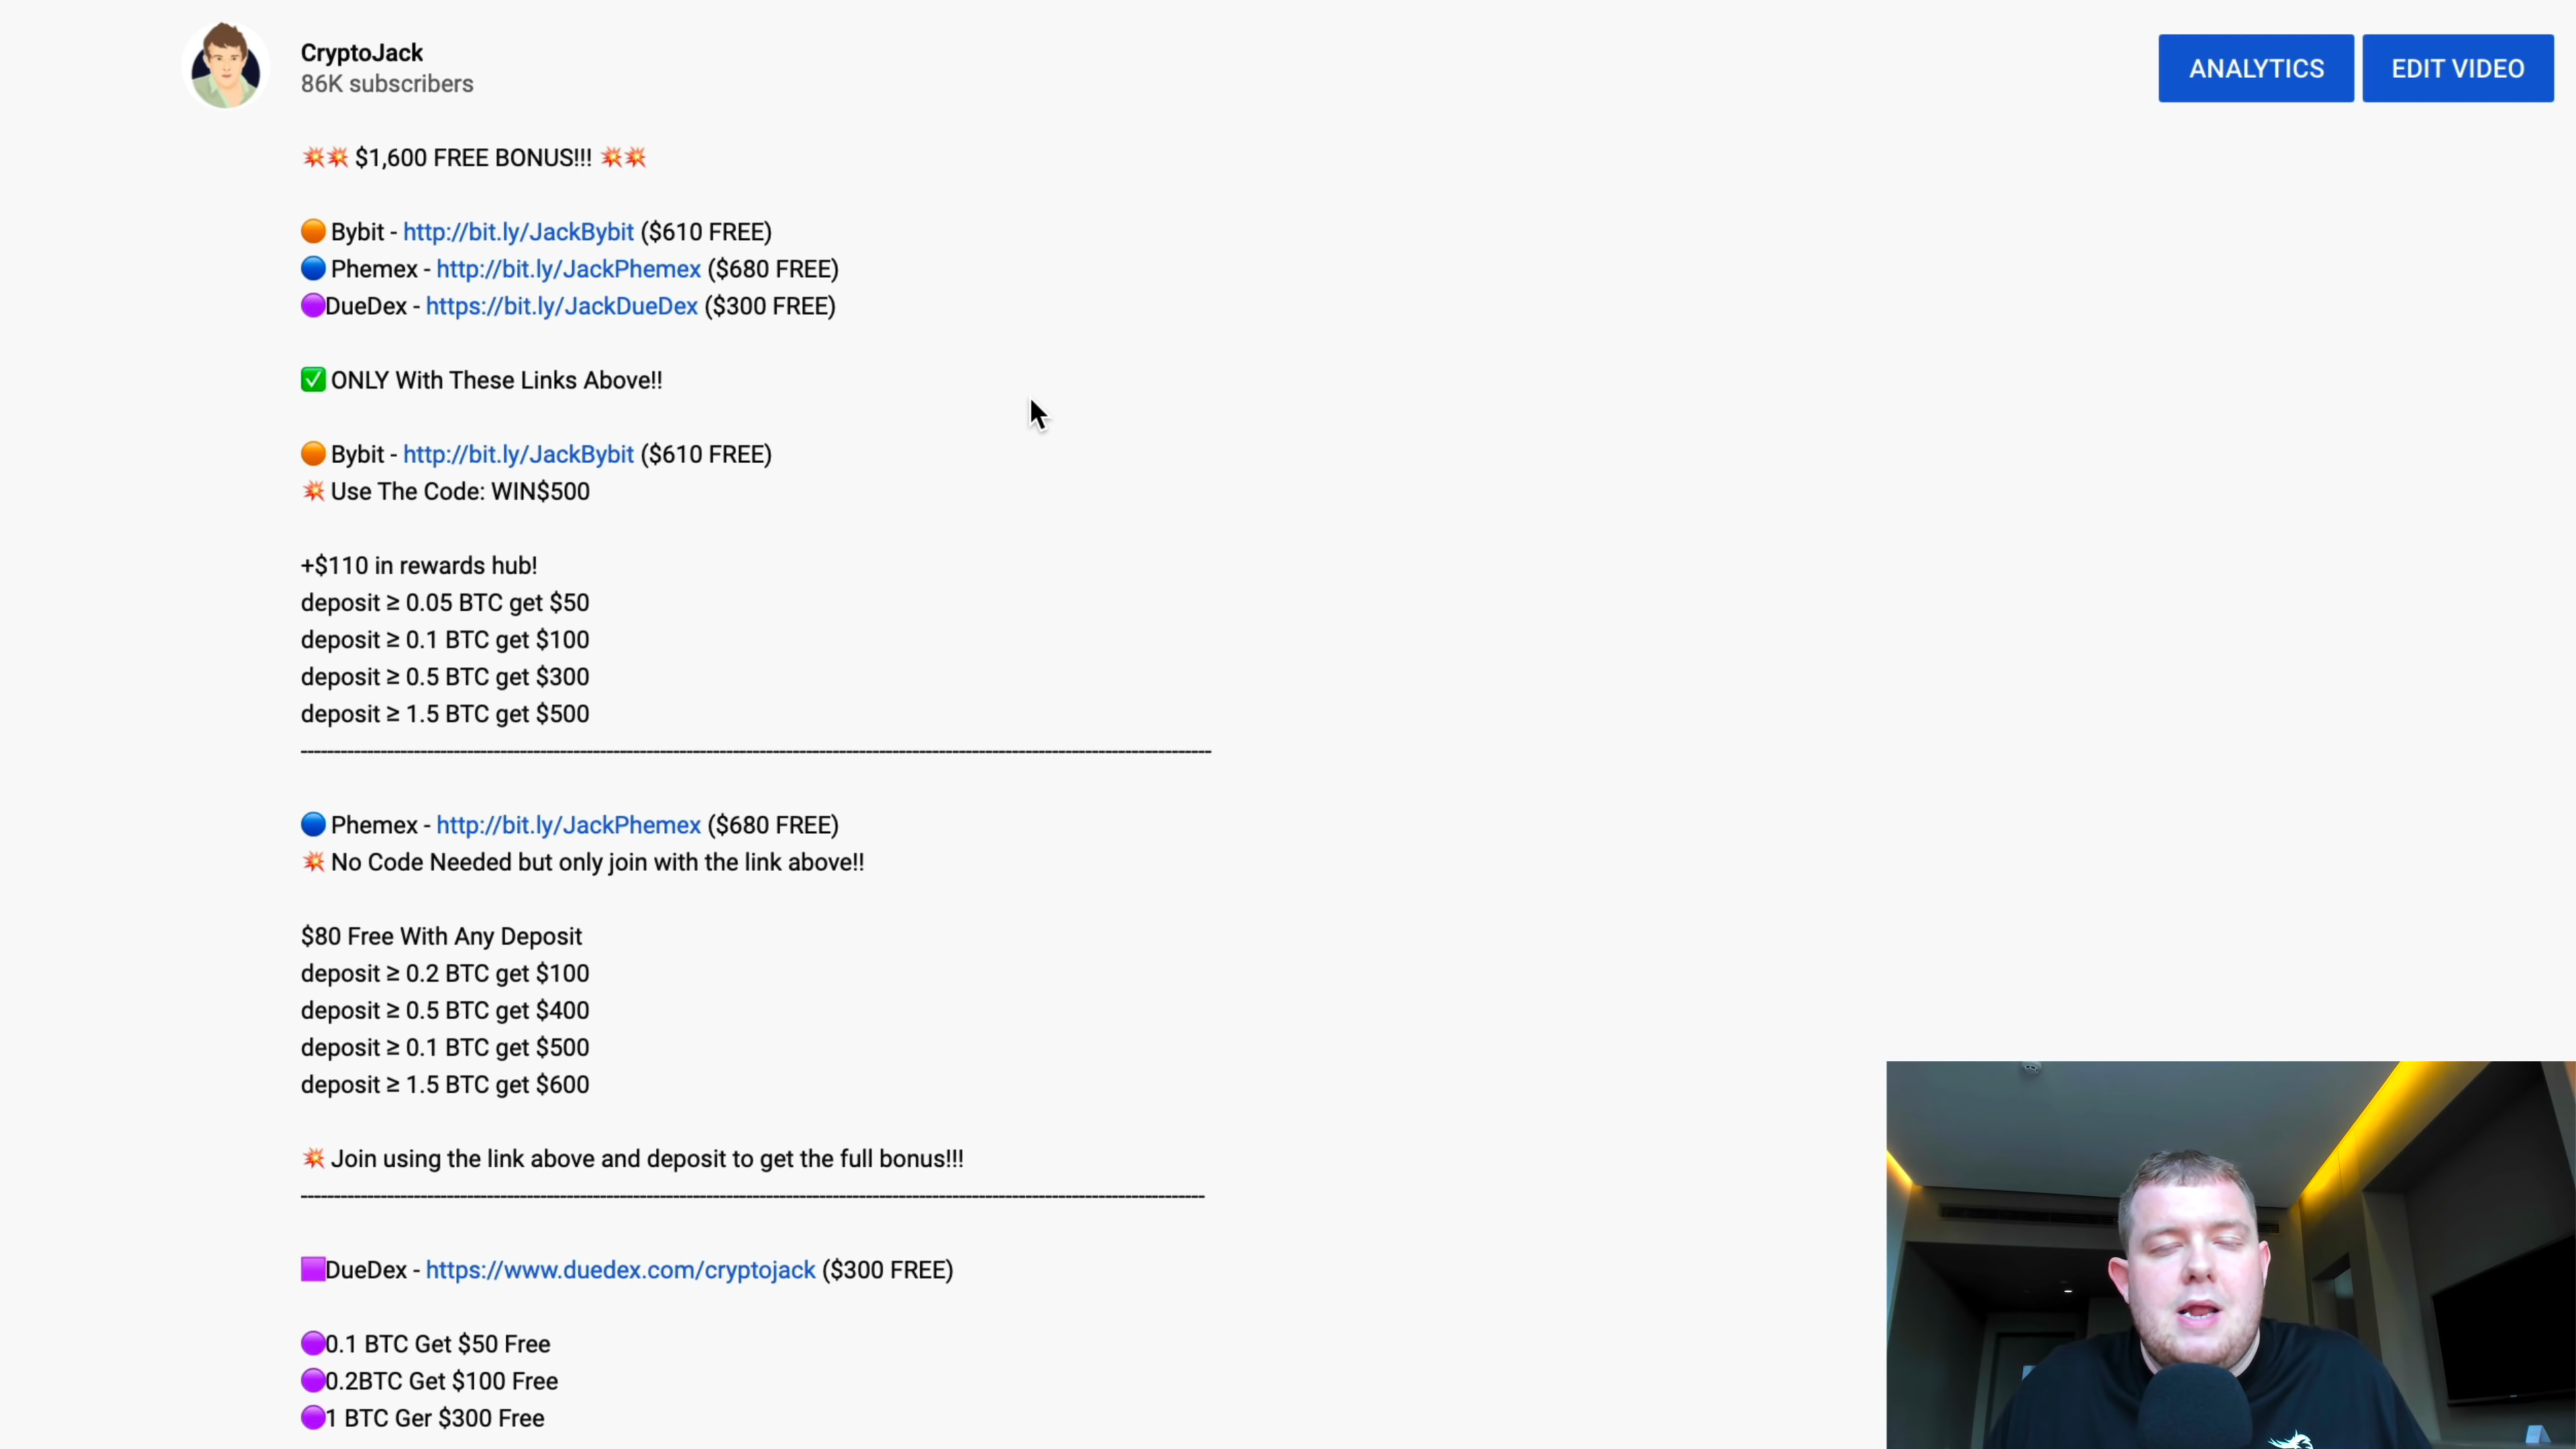 CryptoJack
86K subscribers
ANALYTICS
EDIT VIDEO
💥💥 $1,600 FREE BONUS!!! 💥💥
🟠 Bybit - http://bit.ly/JackBybit ($610 FREE)
🔵 Phemex - http://bit.ly/JackPhemex ($680 FREE)
🟣DueDex - https://bit.ly/JackDueDex ($300 FREE)
✅ ONLY With These Links Above!!
🟠 Bybit - http://bit.ly/JackBybit ($610 FREE)
💥 Use The Code: WIN$500
+$110 in rewards hub!
deposit ≥ 0.05 BTC get $50
deposit ≥ 0.1 BTC get $100
deposit ≥ 0.5 BTC get $300
deposit ≥ 1.5 BTC get $500
🔵 Phemex - http://bit.ly/JackPhemex ($680 FREE)
💥 No Code Needed but only join with the link above!!
$80 Free With Any Deposit
deposit ≥ 0.2 BTC get $100
deposit ≥ 0.5 BTC get $400
deposit ≥ 0.1 BTC get $500
deposit ≥ 1.5 BTC get $600
💥 Join using the link above and deposit to get the full bonus!!!
🟪DueDex - https://www.duedex.com/cryptojack ($300 FREE)
🟣0.1 BTC Get $50 Free
🟣0.2BTC Get $100 Free
🟣1 BTC Ger $300 Free